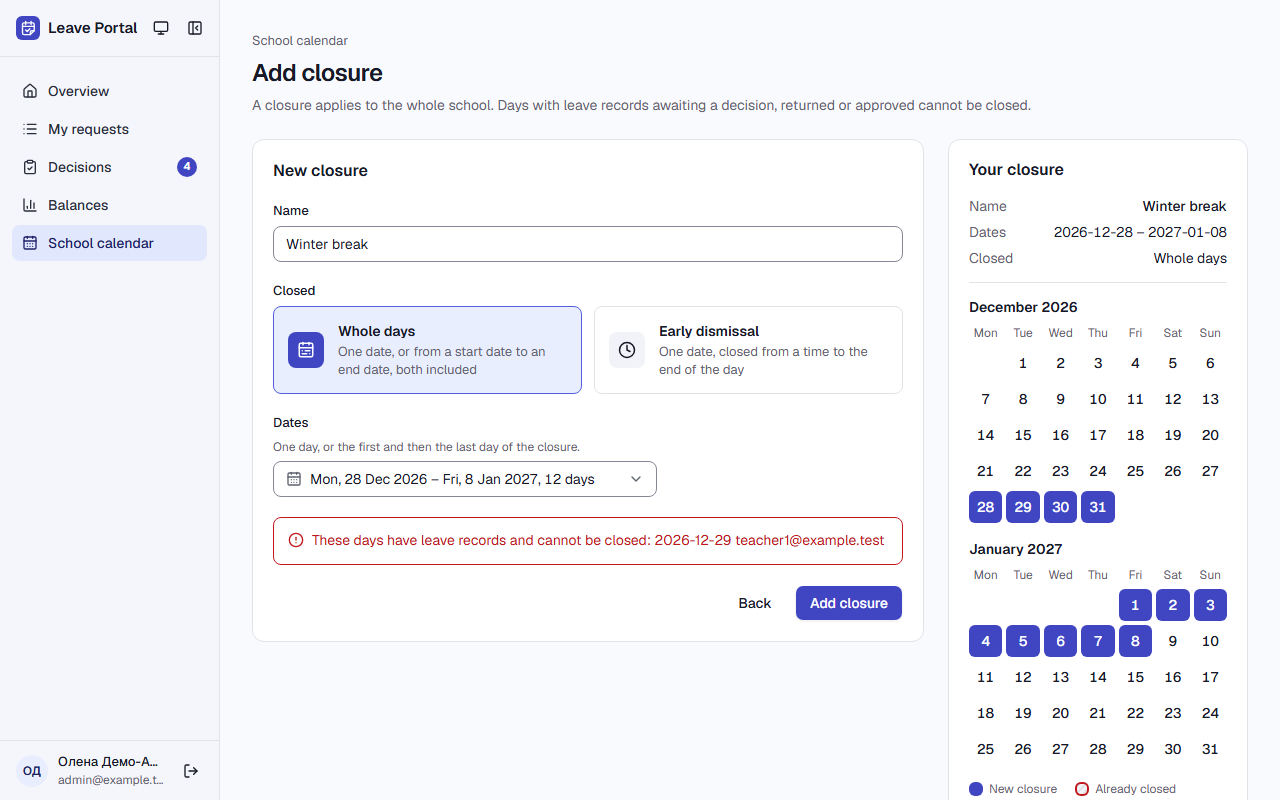 Leave Portal
Overview
My requests
Decisions 4
Balances
School calendar
Олена Демо-А...
ОД
admin@example.t...
School calendar
Add closure
A closure applies to the whole school. Days with leave records awaiting a decision, returned or approved cannot be closed.
New closure
Name
Winter break
Closed
Whole days
One date, or from a start date to an
end date, both included
Early dismissal
One date, closed from a time to the
end of the day
Dates
One day, or the first and then the last day of the closure.
Mon, 28 Dec 2026 – Fri, 8 Jan 2027, 12 days
These days have leave records and cannot be closed: 2026-12-29 teacher1@example.test
Back Add closure
Your closure
Name Winter break
Dates 2026-12-28 – 2027-01-08
Closed Whole days
December 2026
Mon Tue Wed Thu Fri Sat Sun
1 2 3 4 5 6
7 8 9 10 11 12 13
14 15 16 17 18 19 20
21 22 23 24 25 26 27
28 29 30 31
January 2027
Mon Tue Wed Thu Fri Sat Sun
1 2 3
4 5 6 7 8 9 10
11 12 13 14 15 16 17
18 19 20 21 22 23 24
25 26 27 28 29 30 31
New closure Already closed